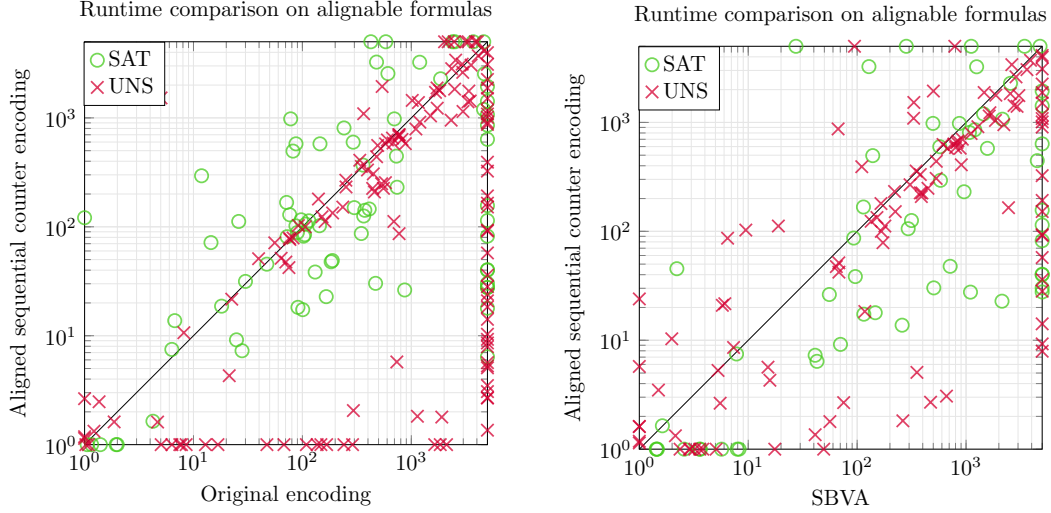 Runtime comparison on alignable formulas
SAT
UNS
10^3
10^2
10^1
10^0
10^0
10^1
10^2
10^3
Aligned sequential counter encoding
Original encoding
Runtime comparison on alignable formulas
SAT
UNS
10^3
10^2
10^1
10^0
10^0
10^1
10^2
10^3
Aligned sequential counter encoding
SBVA